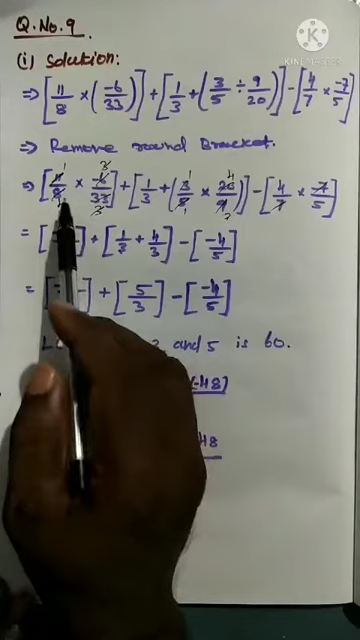 Q.No.9
(i) Solution:
KINEMASTER
⇒ [11/8 × (-6/33)] + [1/3 + (3/5 ÷ 9/20)] - [4/7 × -7/5]
⇒ Remove round Bracket.
⇒ [11/8 × -6/33] + [1/3 + (3/5 × 20/9)] - [4/7 × -7/5]
= [ ] + [1/3 + 4/3] - [-4/5]
= [ ] + [5/3] - [-4/5]
and 5 is 60.
(-48)
48